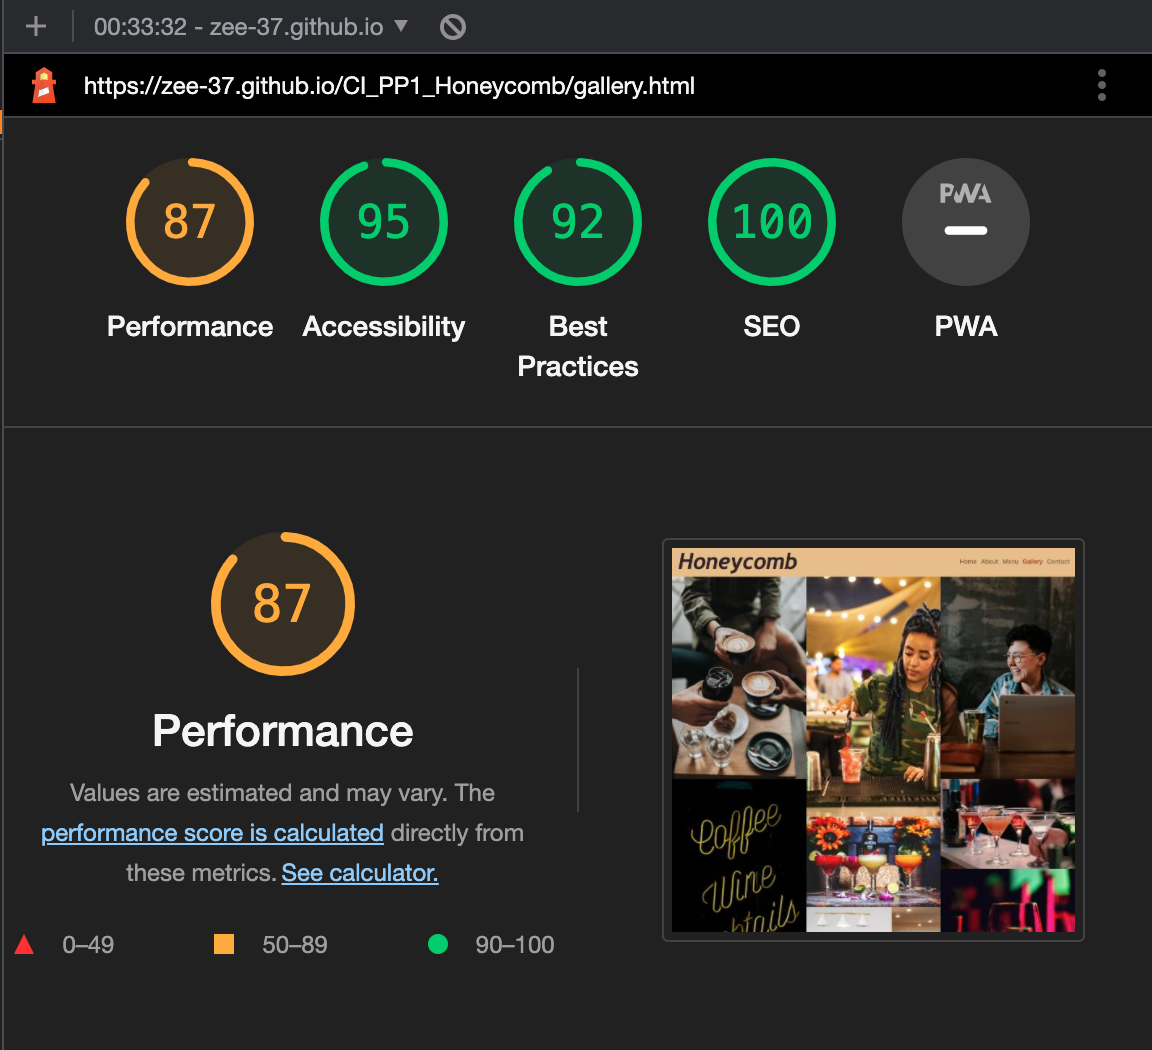 00:33:32 - zee-37.github.io
https://zee-37.github.io/CI_PP1_Honeycomb/gallery.html
87
95
92
100
PWA
Performance
Accessibility
Best
Practices
SEO
PWA
87
Performance
Values are estimated and may vary. The
performance score is calculated directly from
these metrics. See calculator.
0–49
50–89
90–100
Honeycomb
Home About Menu Gallery Contact
Coffee
Wine
cktails